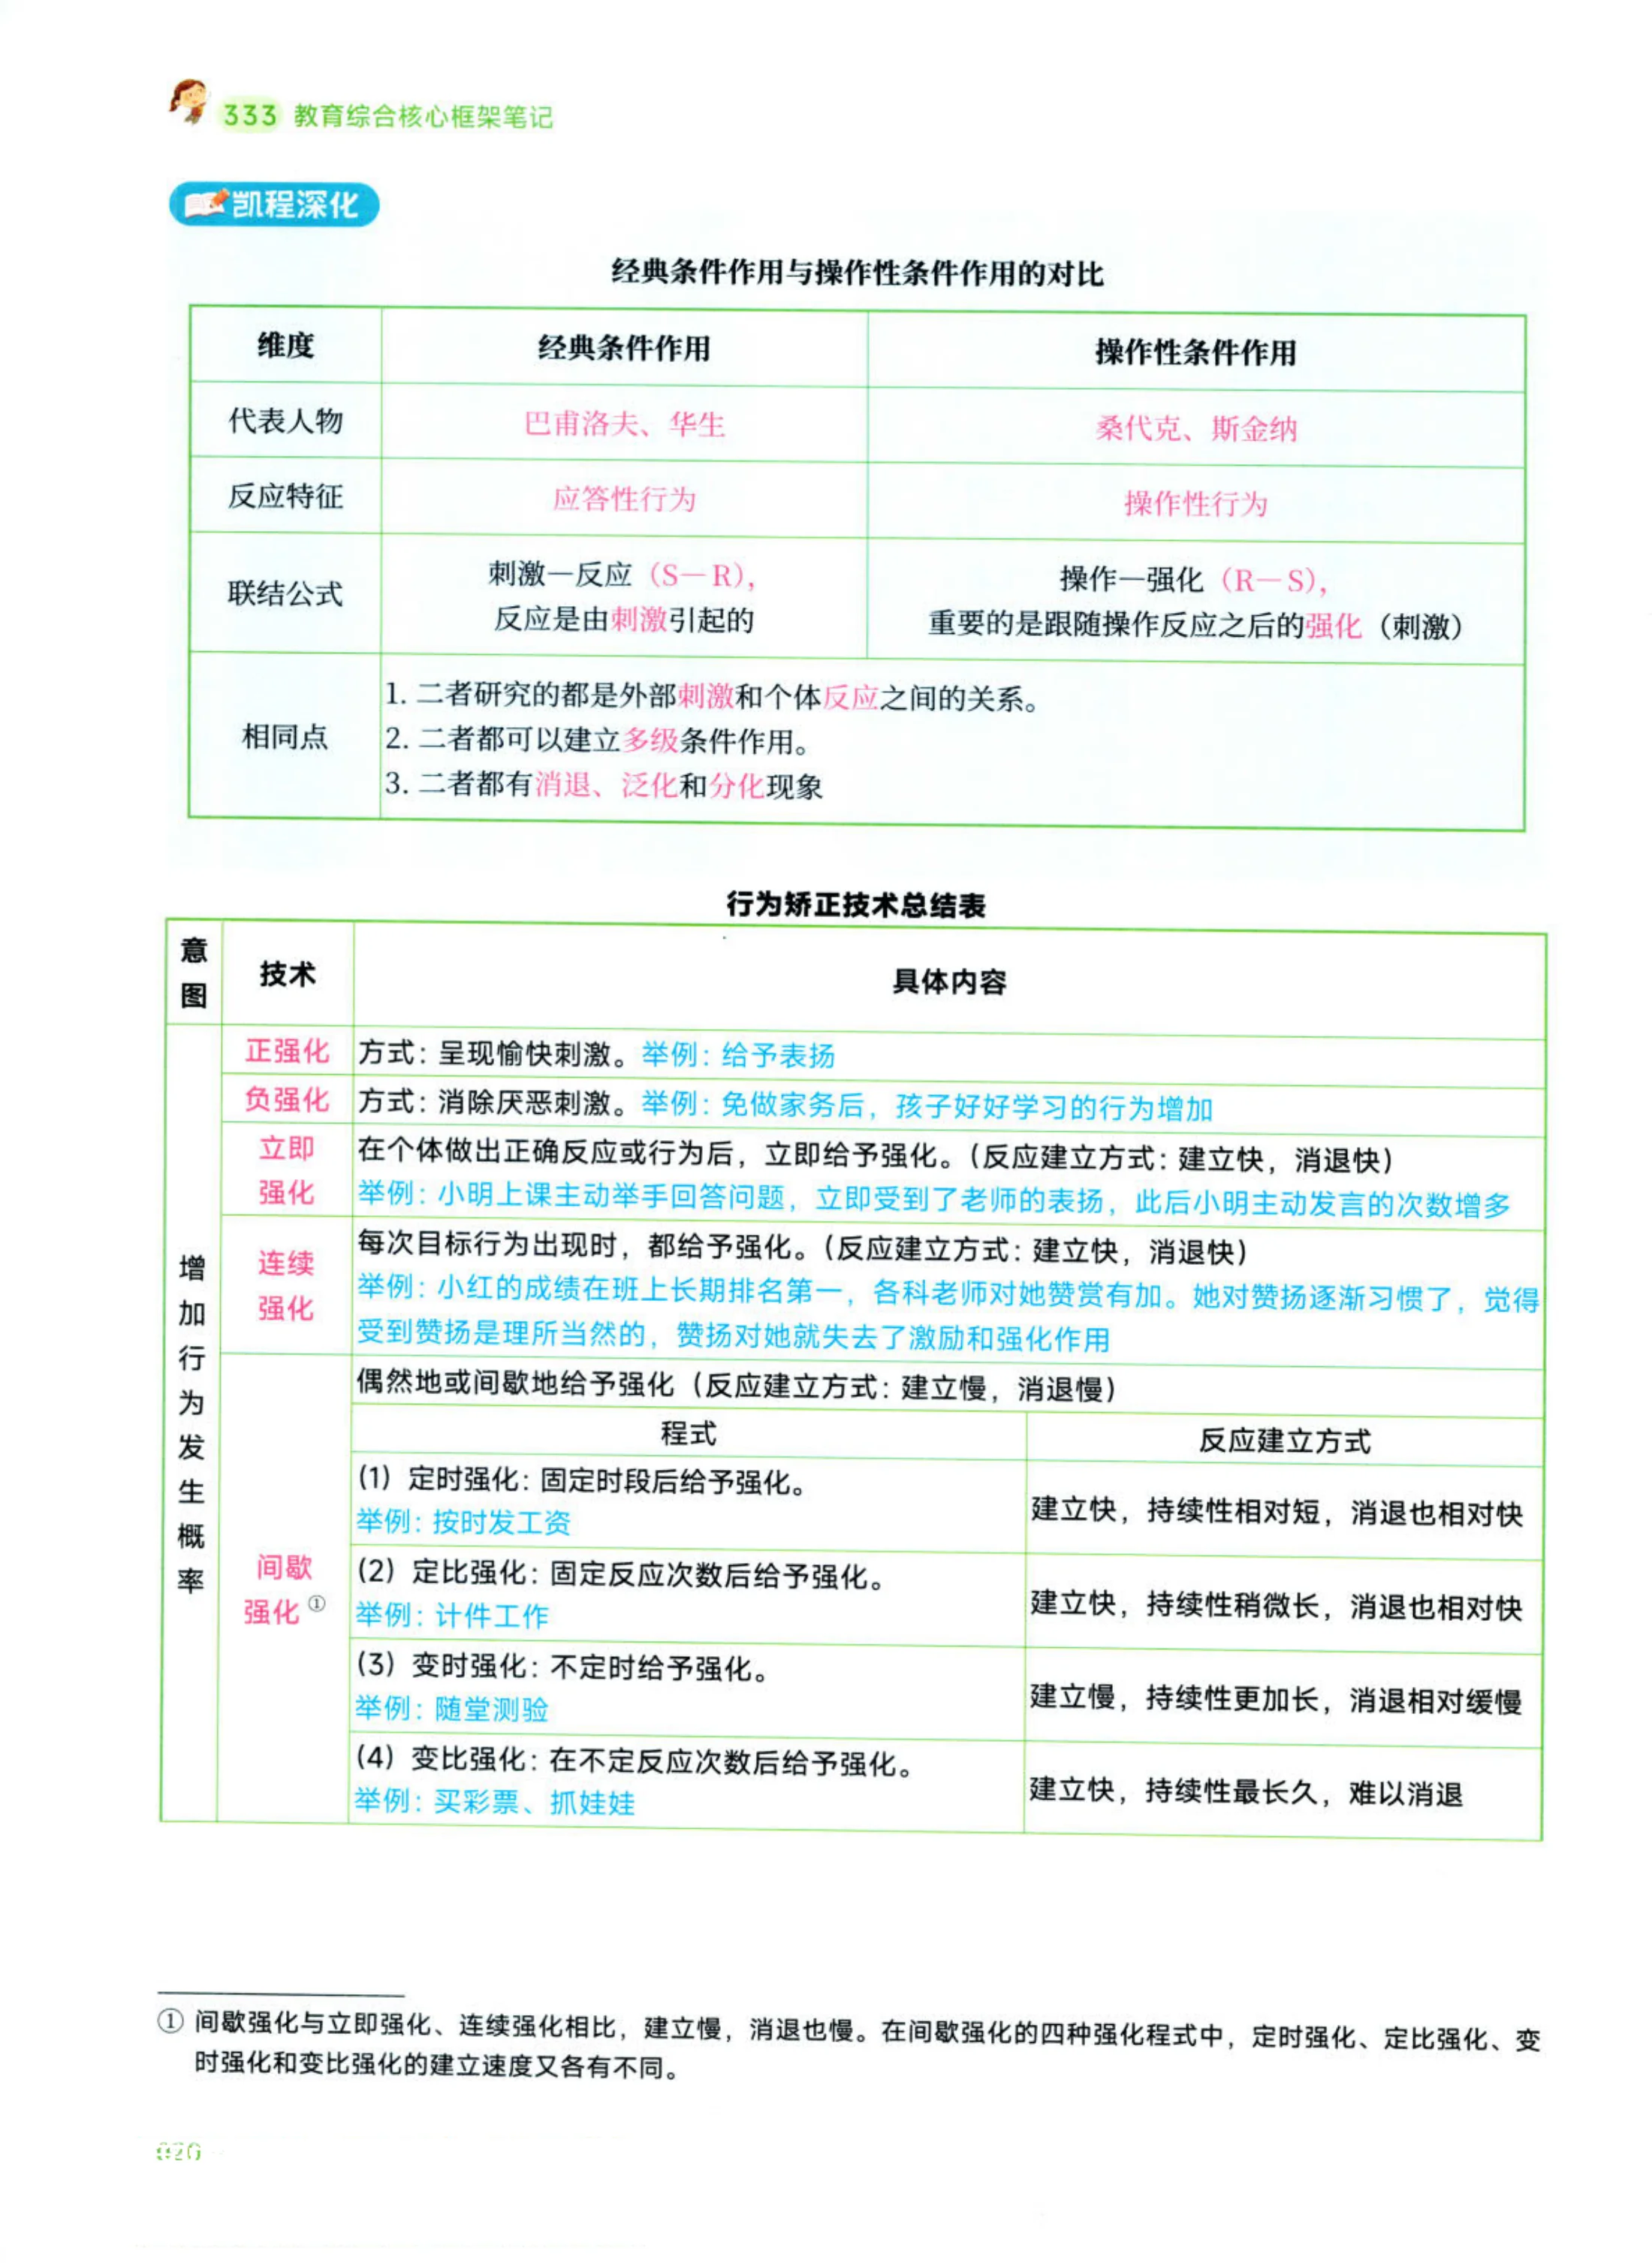 333 教育综合核心框架笔记
凯程深化
经典条件作用与操作性条件作用的对比
维度 经典条件作用 操作性条件作用
代表人物 巴甫洛夫、华生 桑代克、斯金纳
反应特征 应答性行为 操作性行为
联结公式
刺激—反应（S—R），
反应是由刺激引起的
操作—强化（R—S），
重要的是跟随操作反应之后的强化（刺激）
相同点
1. 二者研究的都是外部刺激和个体反应之间的关系。
2. 二者都可以建立多级条件作用。
3. 二者都有消退、泛化和分化现象
行为矫正技术总结表
意图 技术 具体内容
增加行为发生概率
正强化 方式：呈现愉快刺激。举例：给予表扬
负强化 方式：消除厌恶刺激。举例：免做家务后，孩子好好学习的行为增加
立即
强化
在个体做出正确反应或行为后，立即给予强化。（反应建立方式：建立快，消退快）
举例：小明上课主动举手回答问题，立即受到了老师的表扬，此后小明主动发言的次数增多
连续
强化
每次目标行为出现时，都给予强化。（反应建立方式：建立快，消退快）
举例：小红的成绩在班上长期排名第一，各科老师对她赞赏有加。她对赞扬逐渐习惯了，觉得
受到赞扬是理所当然的，赞扬对她就失去了激励和强化作用
间歇
强化①
偶然地或间歇地给予强化（反应建立方式：建立慢，消退慢）
程式 反应建立方式
（1）定时强化：固定时段后给予强化。
举例：按时发工资
建立快，持续性相对短，消退也相对快
（2）定比强化：固定反应次数后给予强化。
举例：计件工作
建立快，持续性稍微长，消退也相对快
（3）变时强化：不定时给予强化。
举例：随堂测验
建立慢，持续性更加长，消退相对缓慢
（4）变比强化：在不定反应次数后给予强化。
举例：买彩票、抓娃娃
建立快，持续性最长久，难以消退
① 间歇强化与立即强化、连续强化相比，建立慢，消退也慢。在间歇强化的四种强化程式中，定时强化、定比强化、变
时强化和变比强化的建立速度又各有不同。